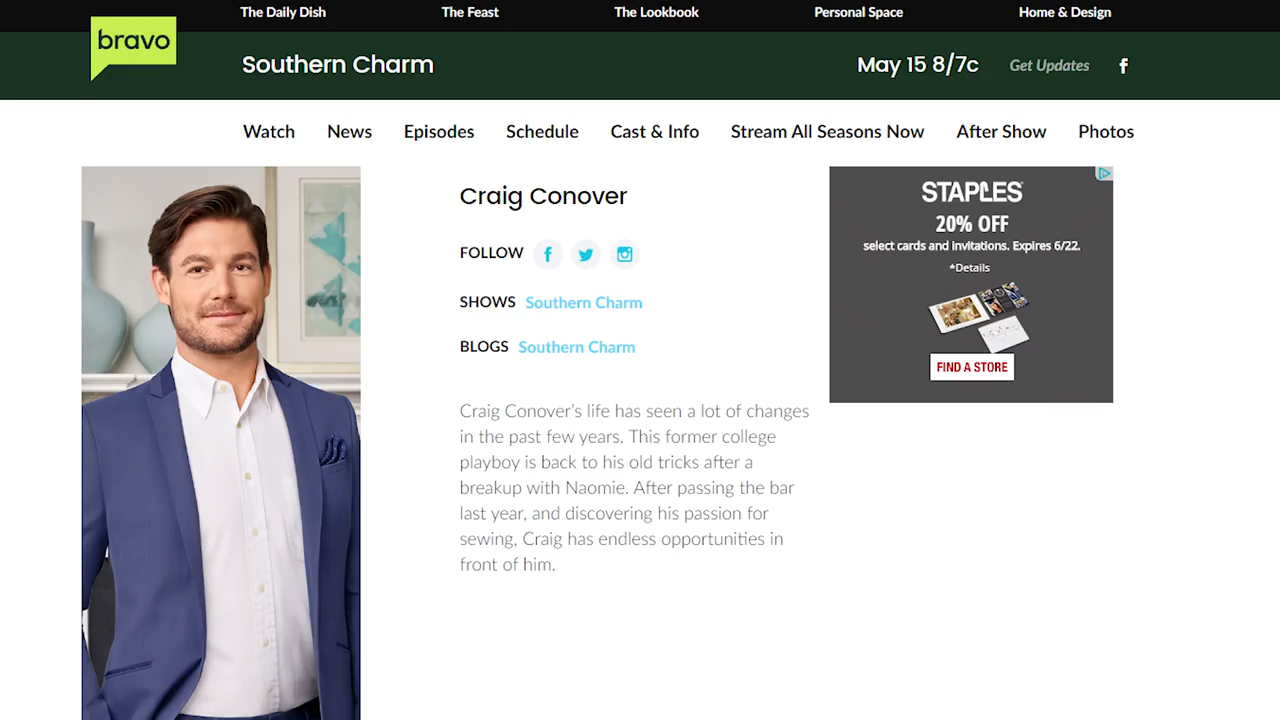 The Daily Dish The Feast The Lookbook Personal Space Home & Design
bravo
Southern Charm May 15 8/7c Get Updates
Watch News Episodes Schedule Cast & Info Stream All Seasons Now After Show Photos
Craig Conover
FOLLOW
SHOWS Southern Charm
BLOGS Southern Charm
Craig Conover's life has seen a lot of changes
in the past few years. This former college
playboy is back to his old tricks after a
breakup with Naomie. After passing the bar
last year, and discovering his passion for
sewing, Craig has endless opportunities in
front of him.
STAPLES
20% OFF
select cards and invitations. Expires 6/22.
*Details
FIND A STORE